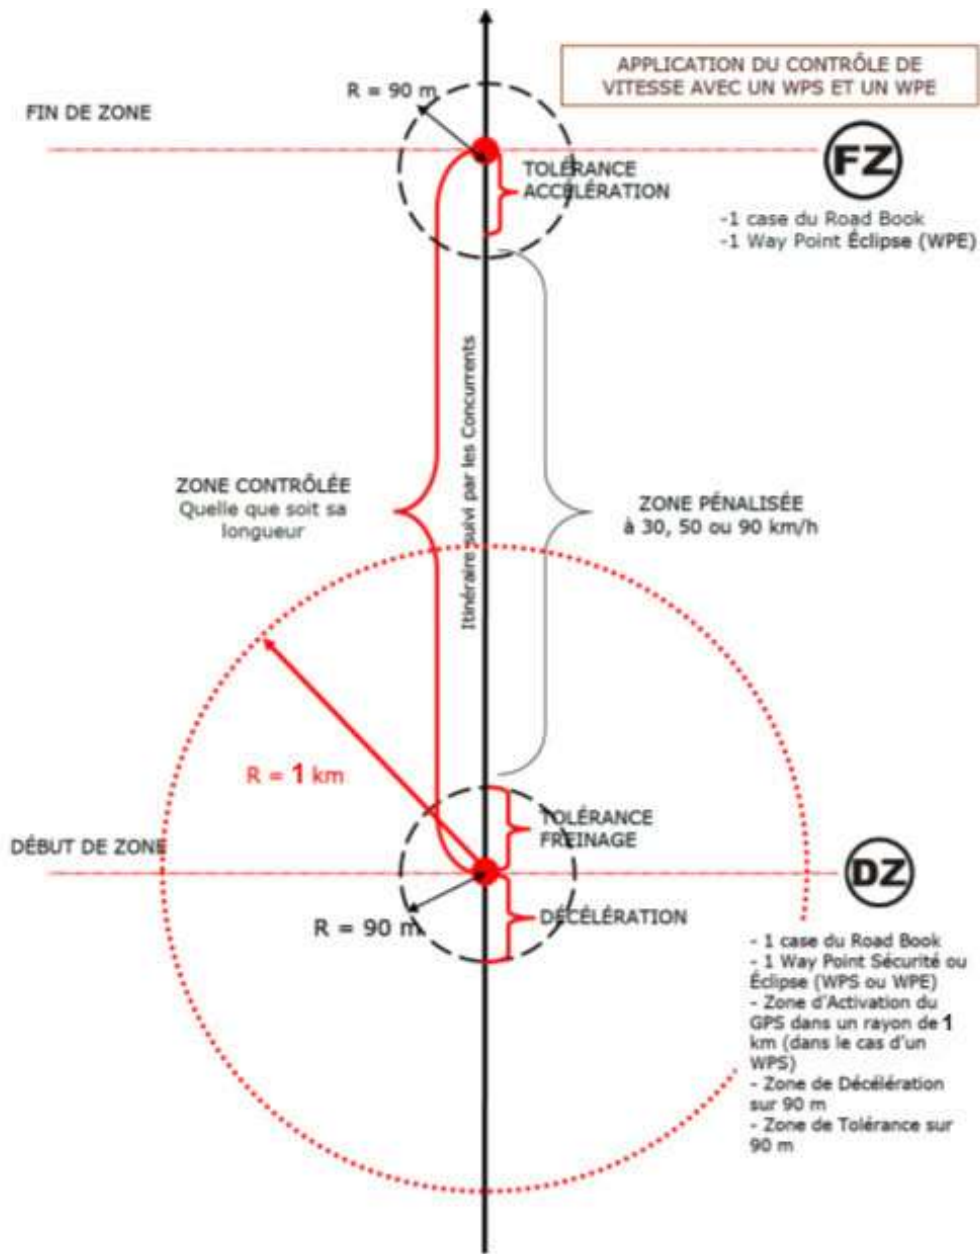 APPLICATION DU CONTRÔLE DE
VITESSE AVEC UN WPS ET UN WPE
R = 90 m
FIN DE ZONE
FZ
TOLÉRANCE
ACCÉLÉRATION
-1 case du Road Book
-1 Way Point Éclipse (WPE)
Itinéraire suivi par les Concurrents
ZONE CONTRÔLÉE
Quelle que soit sa
longueur
ZONE PÉNALISÉE
à 30, 50 ou 90 km/h
R = 1 km
TOLÉRANCE
FREINAGE
DÉBUT DE ZONE
DZ
R = 90 m
DÉCÉLÉRATION
- 1 case du Road Book
- 1 Way Point Sécurité ou
Éclipse (WPS ou WPE)
- Zone d'Activation du
GPS dans un rayon de 1
km (dans le cas d'un
WPS)
- Zone de Décélération
sur 90 m
- Zone de Tolérance sur
90 m